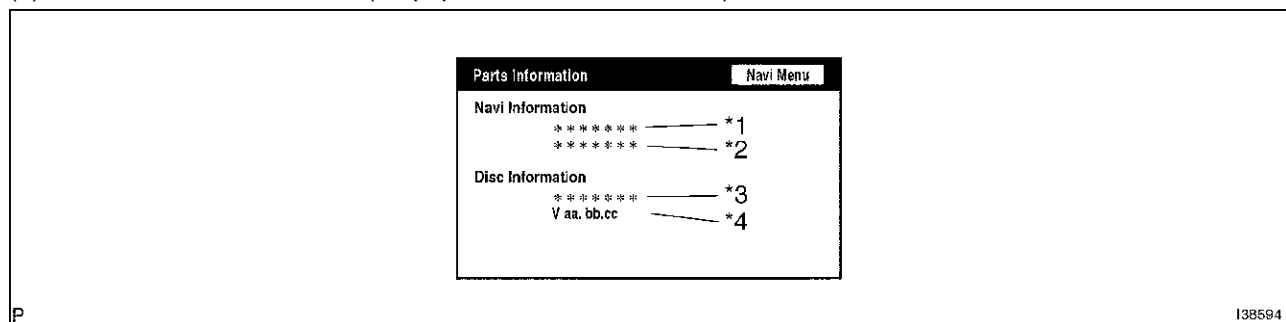 Parts Information Navi Menu
Navi Information
******* *1
******* *2
Disc Information
******* *3
V aa. bb.cc *4
P I38594